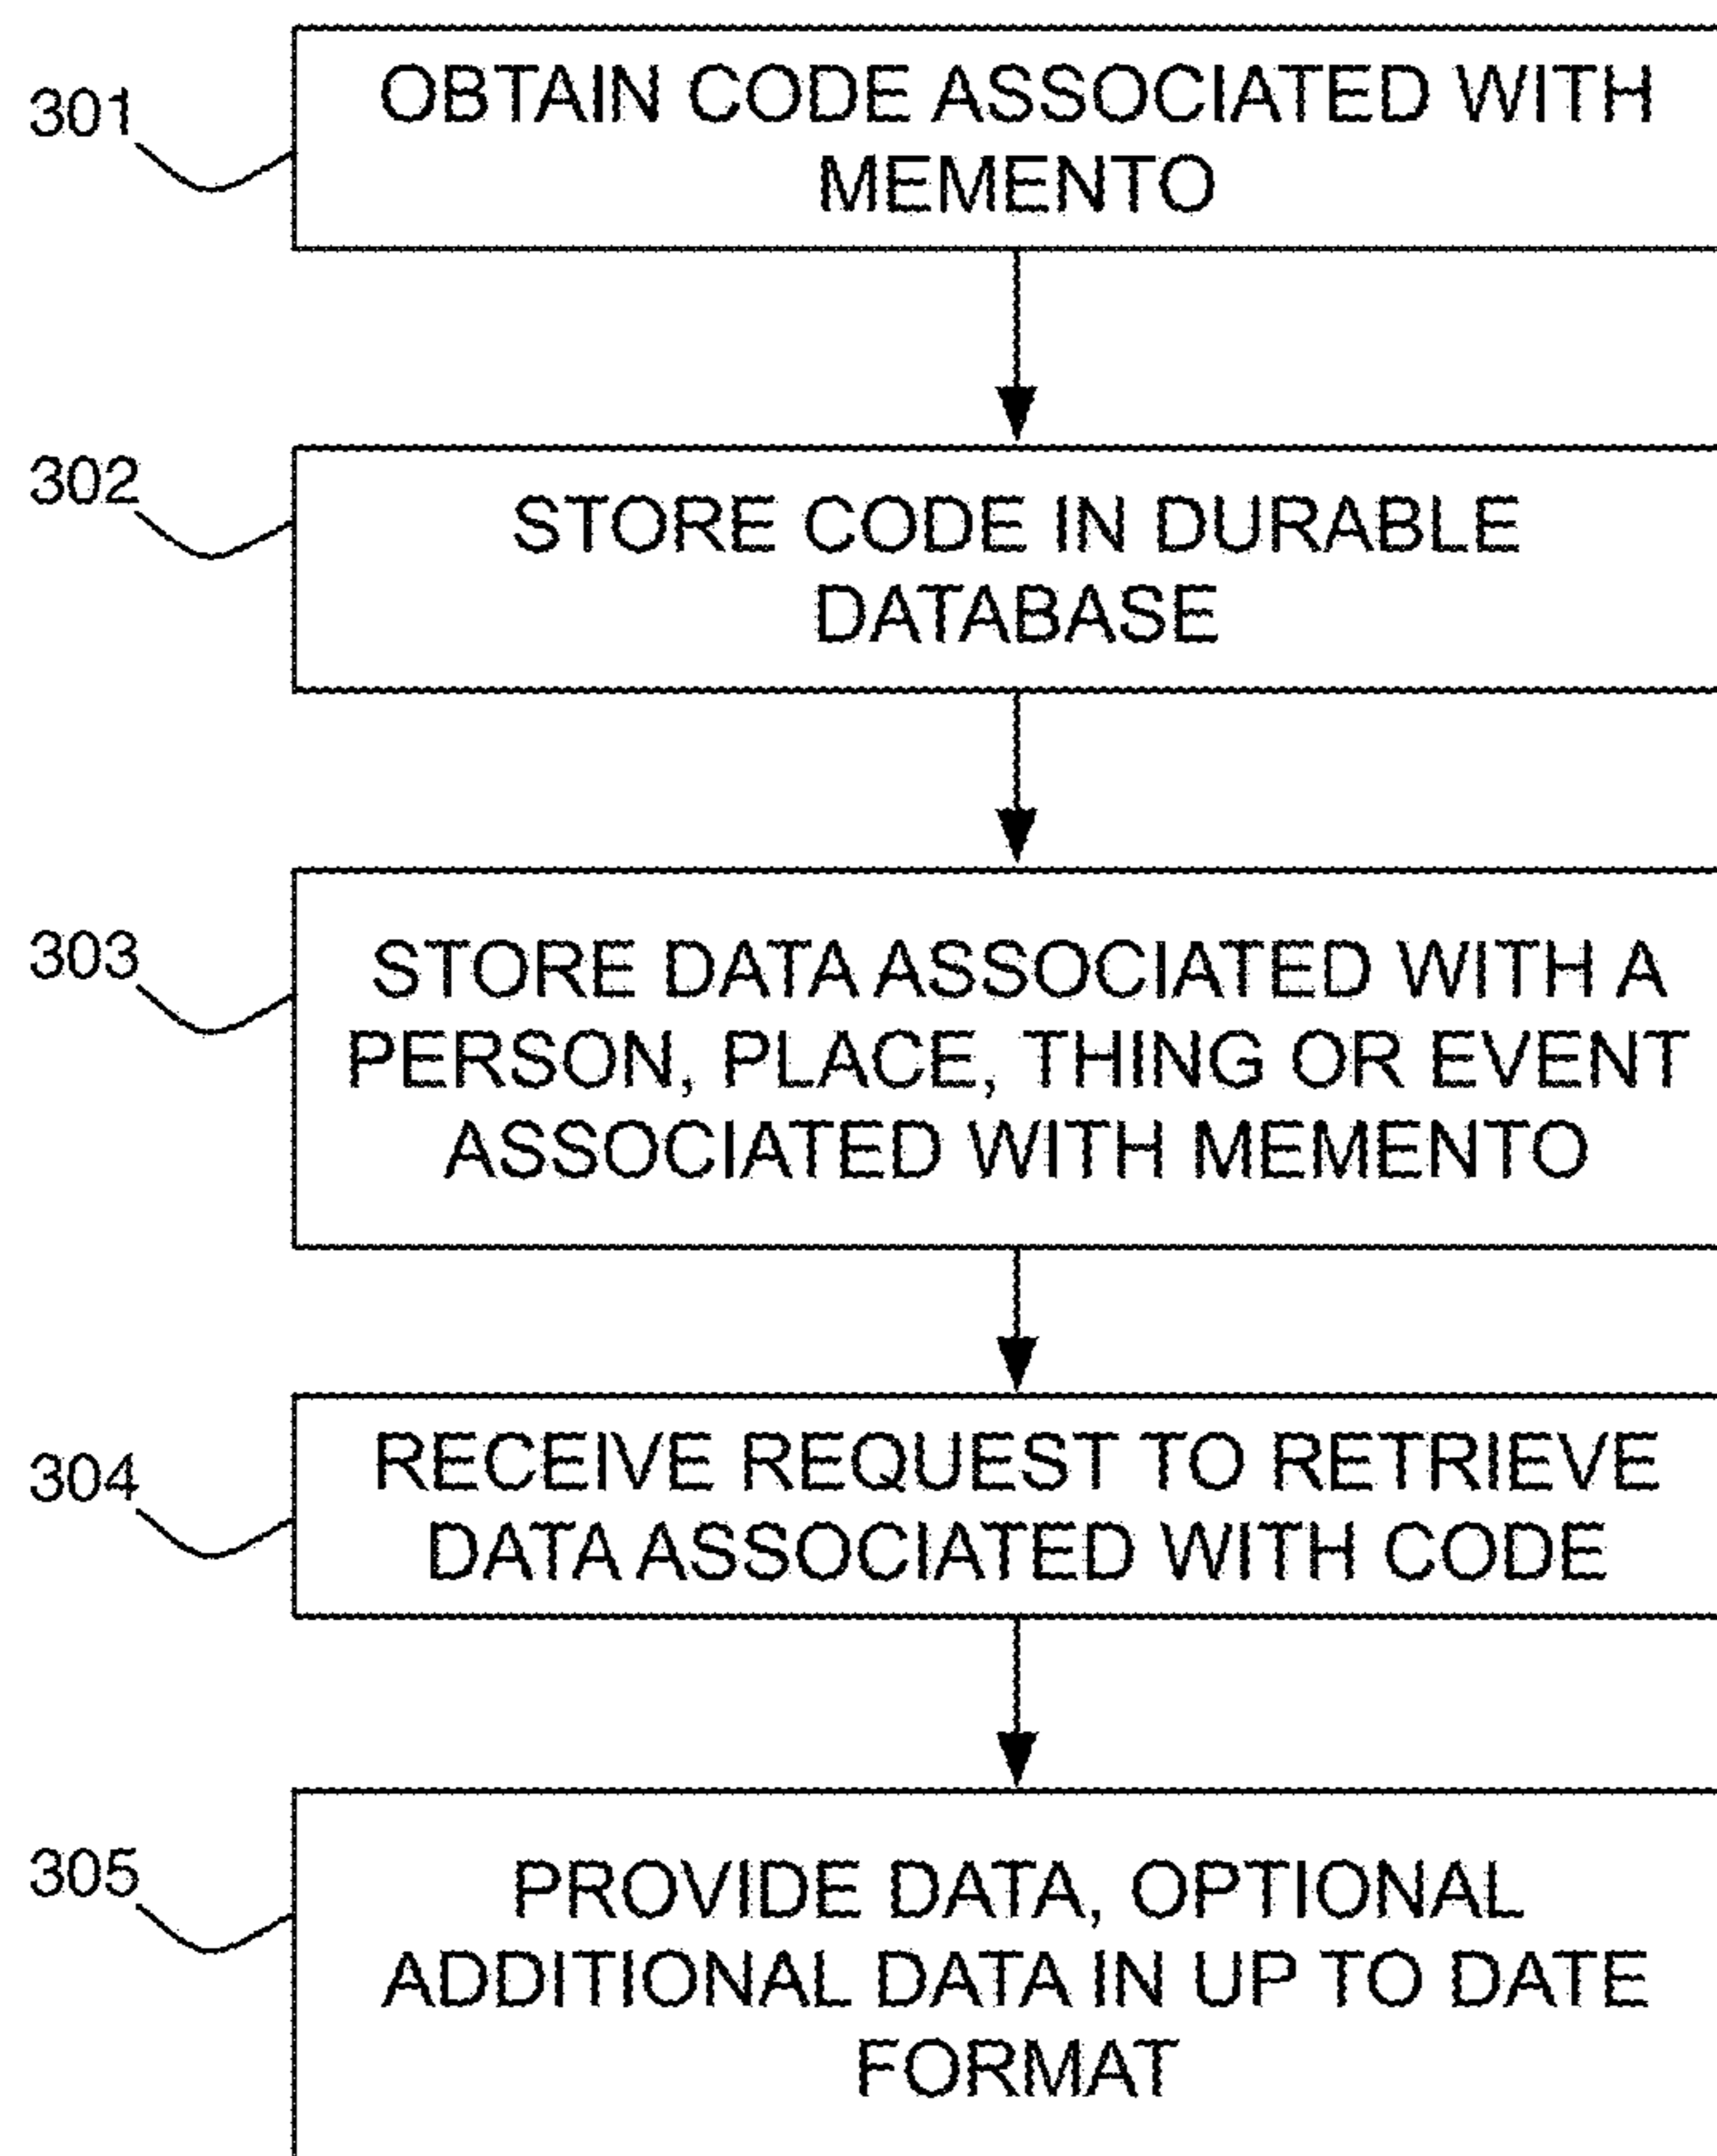 301
OBTAIN CODE ASSOCIATED WITH
MEMENTO
302
STORE CODE IN DURABLE
DATABASE
303
STORE DATA ASSOCIATED WITH A
PERSON, PLACE, THING OR EVENT
ASSOCIATED WITH MEMENTO
304
RECEIVE REQUEST TO RETRIEVE
DATA ASSOCIATED WITH CODE
305
PROVIDE DATA, OPTIONAL
ADDITIONAL DATA IN UP TO DATE
FORMAT